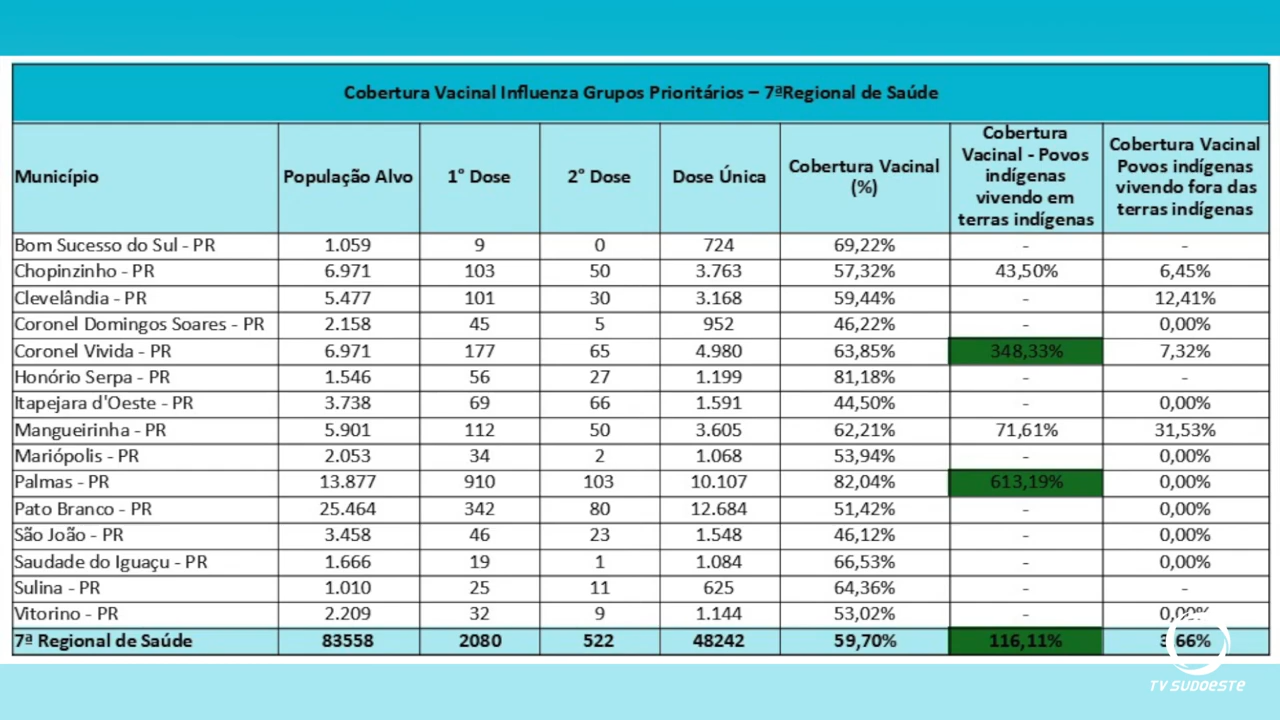 Cobertura Vacinal Influenza Grupos Prioritários – 7ªRegional de Saúde
Município População Alvo 1° Dose 2° Dose Dose Única Cobertura Vacinal (%) Cobertura Vacinal - Povos indígenas vivendo em terras indígenas Cobertura Vacinal Povos indígenas vivendo fora das terras indígenas
Bom Sucesso do Sul - PR 1.059 9 0 724 69,22% - -
Chopinzinho - PR 6.971 103 50 3.763 57,32% 43,50% 6,45%
Clevelândia - PR 5.477 101 30 3.168 59,44% - 12,41%
Coronel Domingos Soares - PR 2.158 45 5 952 46,22% - 0,00%
Coronel Vivida - PR 6.971 177 65 4.980 63,85% 348,33% 7,32%
Honório Serpa - PR 1.546 56 27 1.199 81,18% - -
Itapejara d'Oeste - PR 3.738 69 66 1.591 44,50% - 0,00%
Mangueirinha - PR 5.901 112 50 3.605 62,21% 71,61% 31,53%
Mariópolis - PR 2.053 34 2 1.068 53,94% - 0,00%
Palmas - PR 13.877 910 103 10.107 82,04% 613,19% 0,00%
Pato Branco - PR 25.464 342 80 12.684 51,42% - 0,00%
São João - PR 3.458 46 23 1.548 46,12% - 0,00%
Saudade do Iguaçu - PR 1.666 19 1 1.084 66,53% - 0,00%
Sulina - PR 1.010 25 11 625 64,36% - -
Vitorino - PR 2.209 32 9 1.144 53,02% - 0,00%
7ª Regional de Saúde 83558 2080 522 48242 59,70% 116,11% 3,66%
TV SUDOESTE